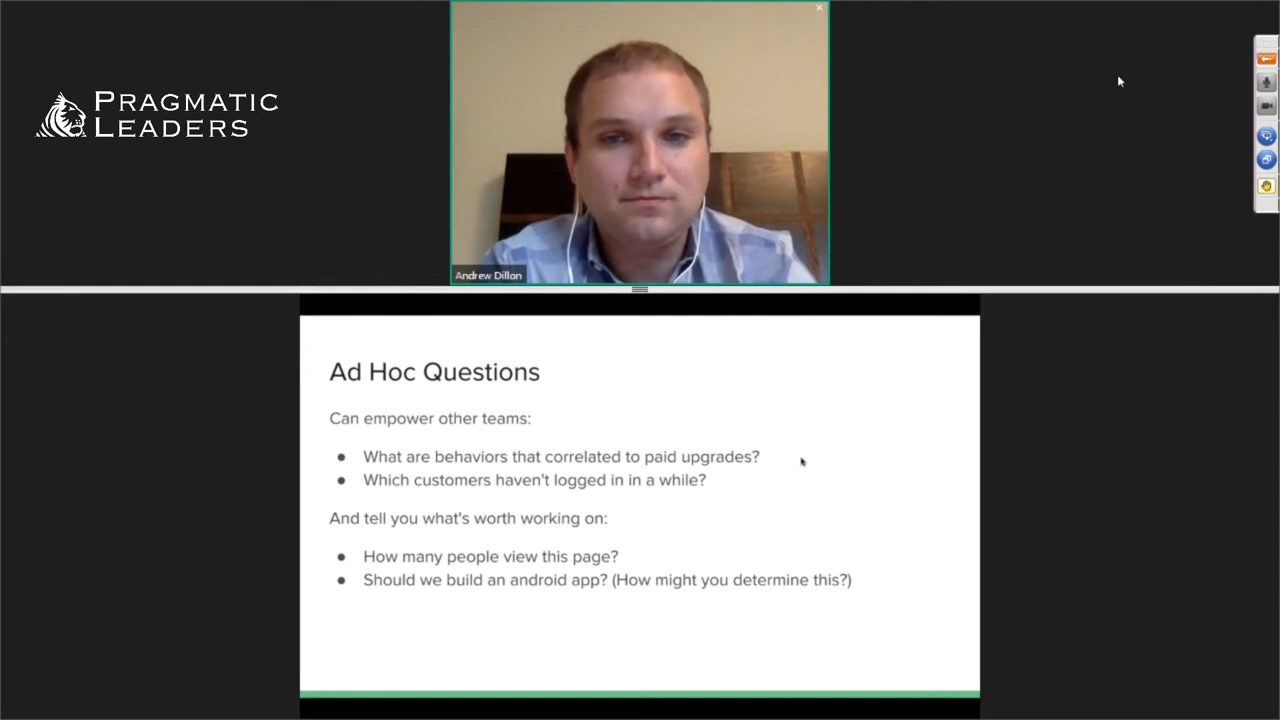 PRAGMATIC
LEADERS
Andrew Dillon
Ad Hoc Questions
Can empower other teams:
● What are behaviors that correlated to paid upgrades?
● Which customers haven't logged in in a while?
And tell you what's worth working on:
● How many people view this page?
● Should we build an android app? (How might you determine this?)